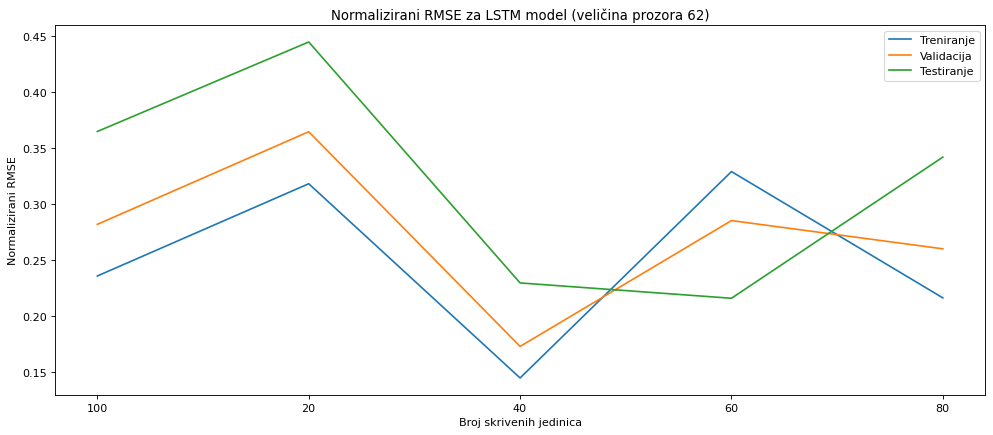 Normalizirani RMSE za LSTM model (veličina prozora 62)
Treniranje
Validacija
Testiranje
Normalizirani RMSE
0.45
0.40
0.35
0.30
0.25
0.20
0.15
100 20 40 60 80
Broj skrivenih jedinica